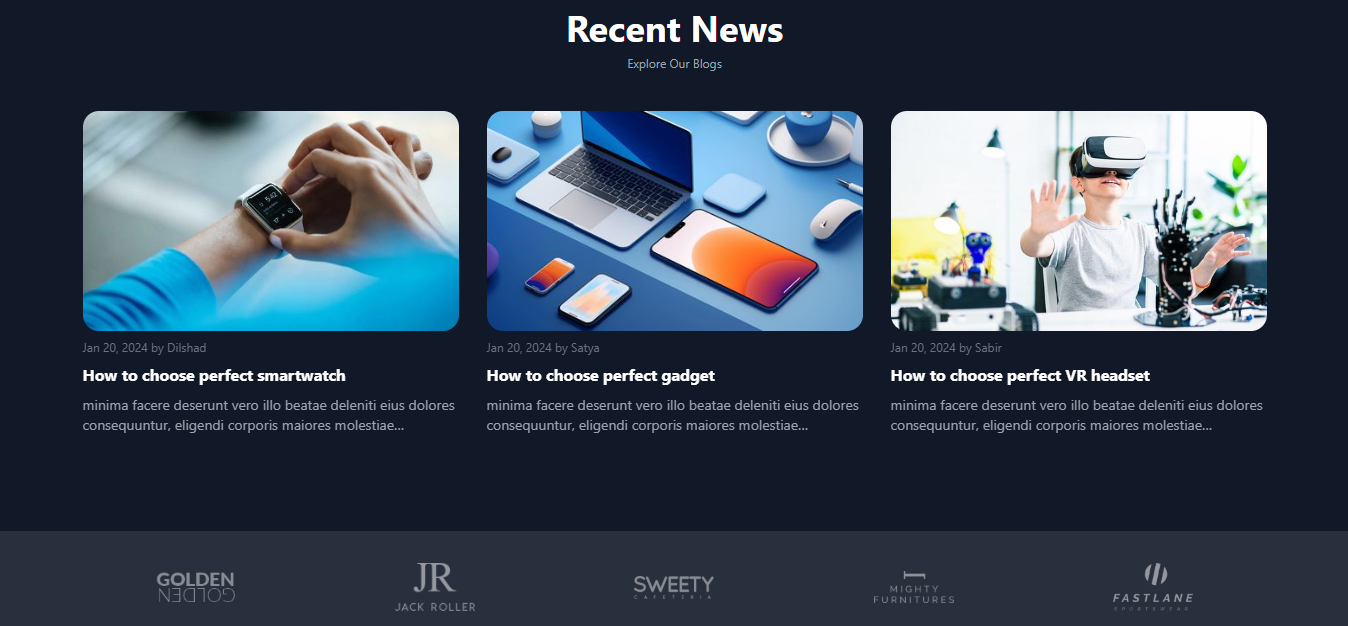 Recent News
Explore Our Blogs
5:42
Jan 20, 2024 by Dilshad
How to choose perfect smartwatch
minima facere deserunt vero illo beatae deleniti eius dolores
consequuntur, eligendi corporis maiores molestiae...
Jan 20, 2024 by Satya
How to choose perfect gadget
minima facere deserunt vero illo beatae deleniti eius dolores
consequuntur, eligendi corporis maiores molestiae...
Jan 20, 2024 by Sabir
How to choose perfect VR headset
minima facere deserunt vero illo beatae deleniti eius dolores
consequuntur, eligendi corporis maiores molestiae...
GOLDEN
GOLDEN
JR
JACK ROLLER
SWEETY
CAFETERIA
MIGHTY
FURNITURES
FASTLANE
SPORTSWEAR